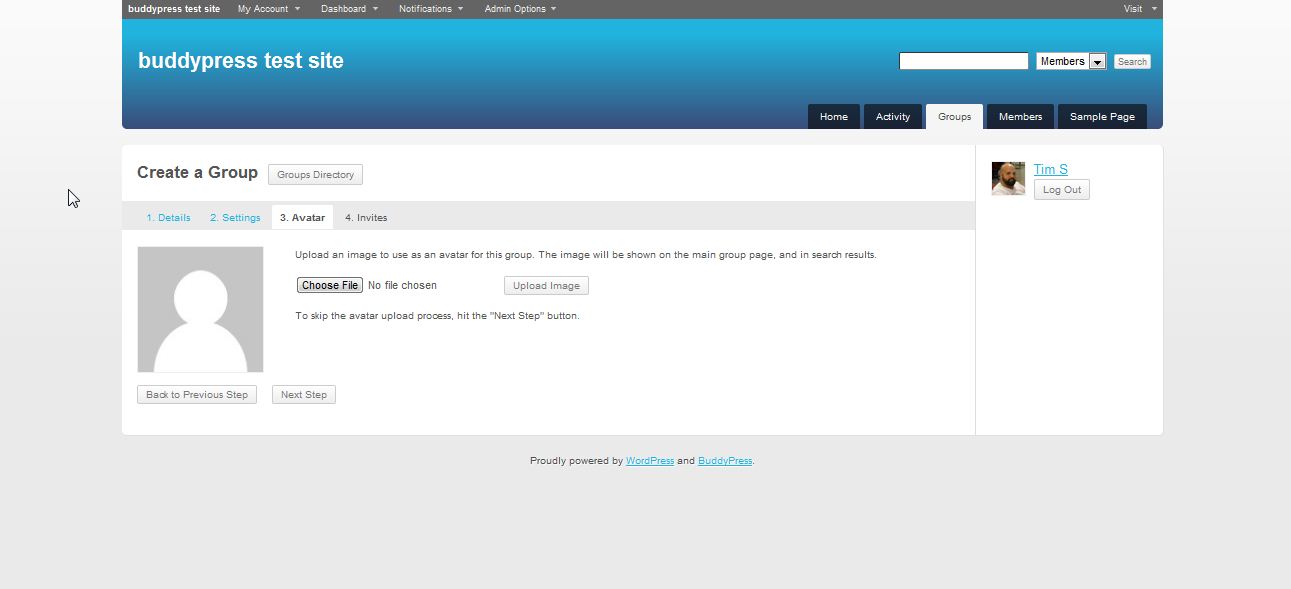 buddypress test site My Account Dashboard Notifications Admin Options Visit
buddypress test site
Members Search
Home Activity Groups Members Sample Page
Create a Group Groups Directory
Tim S
Log Out
1. Details 2. Settings 3. Avatar 4. Invites
Upload an image to use as an avatar for this group. The image will be shown on the main group page, and in search results.
Choose File No file chosen Upload Image
To skip the avatar upload process, hit the "Next Step" button.
Back to Previous Step Next Step
Proudly powered by WordPress and BuddyPress.